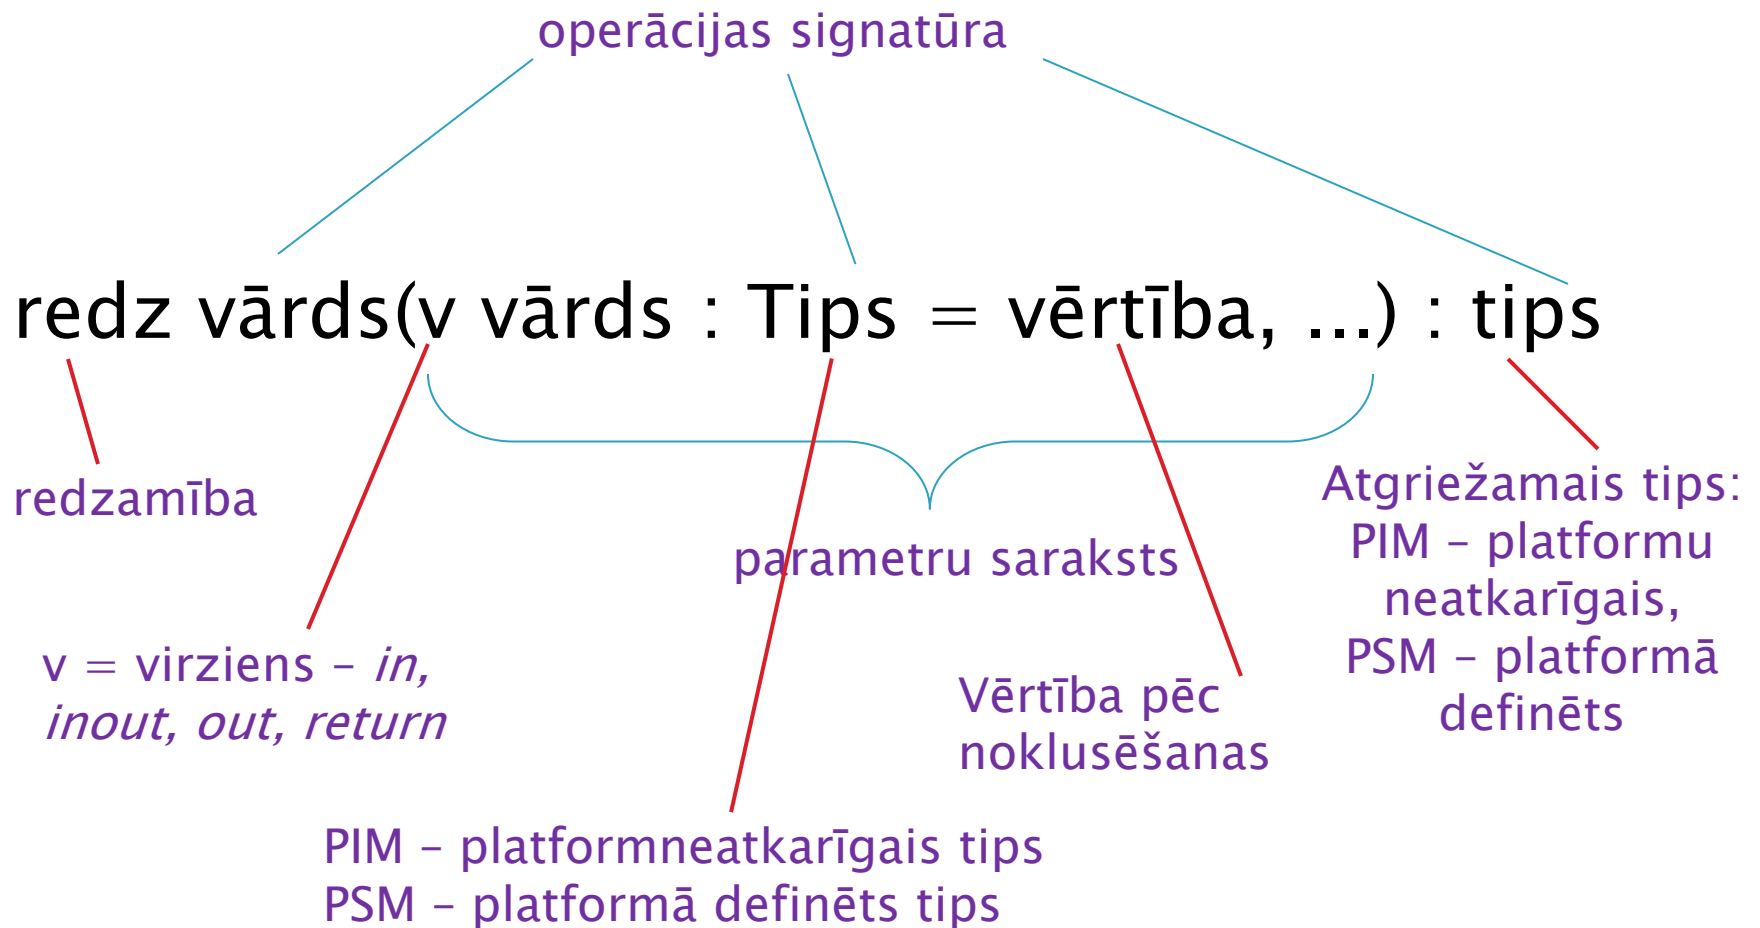 operācijas signatūra
redz vārds(v vārds : Tips = vērtība, ...) : tips
redzamība
v = virziens – in,
inout, out, return
parametru saraksts
PIM – platformneatkarīgais tips
PSM – platformā definēts tips
Vērtība pēc
noklusēšanas
Atgriežamais tips:
PIM – platformu
neatkarīgais,
PSM – platformā
definēts